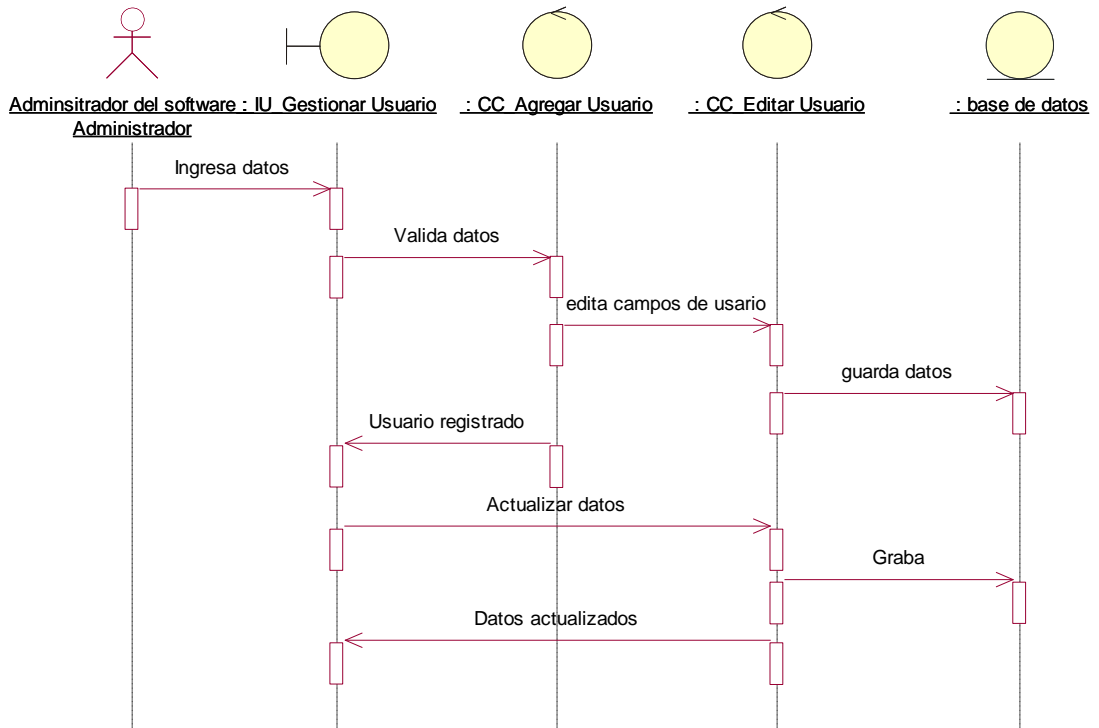 Adminsitrador del software : IU_Gestionar Usuario : CC_Agregar Usuario : CC_Editar Usuario : base de datos
Administrador
Ingresa datos
Valida datos
edita campos de usario
guarda datos
Usuario registrado
Actualizar datos
Graba
Datos actualizados